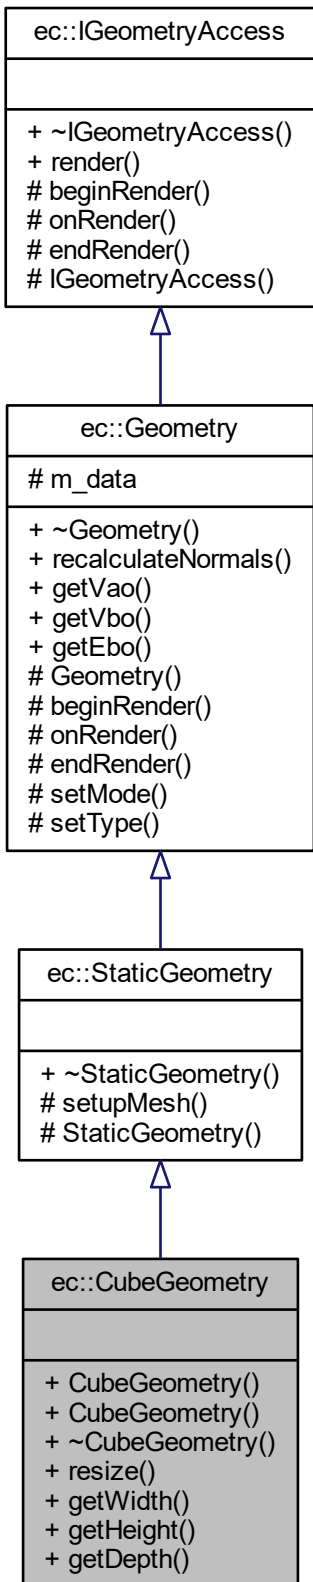 ec::IGeometryAccess
+ ~IGeometryAccess()
+ render()
# beginRender()
# onRender()
# endRender()
# IGeometryAccess()
ec::Geometry
# m_data
+ ~Geometry()
+ recalculateNormals()
+ getVao()
+ getVbo()
+ getEbo()
# Geometry()
# beginRender()
# onRender()
# endRender()
# setMode()
# setType()
ec::StaticGeometry
+ ~StaticGeometry()
# setupMesh()
# StaticGeometry()
ec::CubeGeometry
+ CubeGeometry()
+ CubeGeometry()
+ ~CubeGeometry()
+ resize()
+ getWidth()
+ getHeight()
+ getDepth()